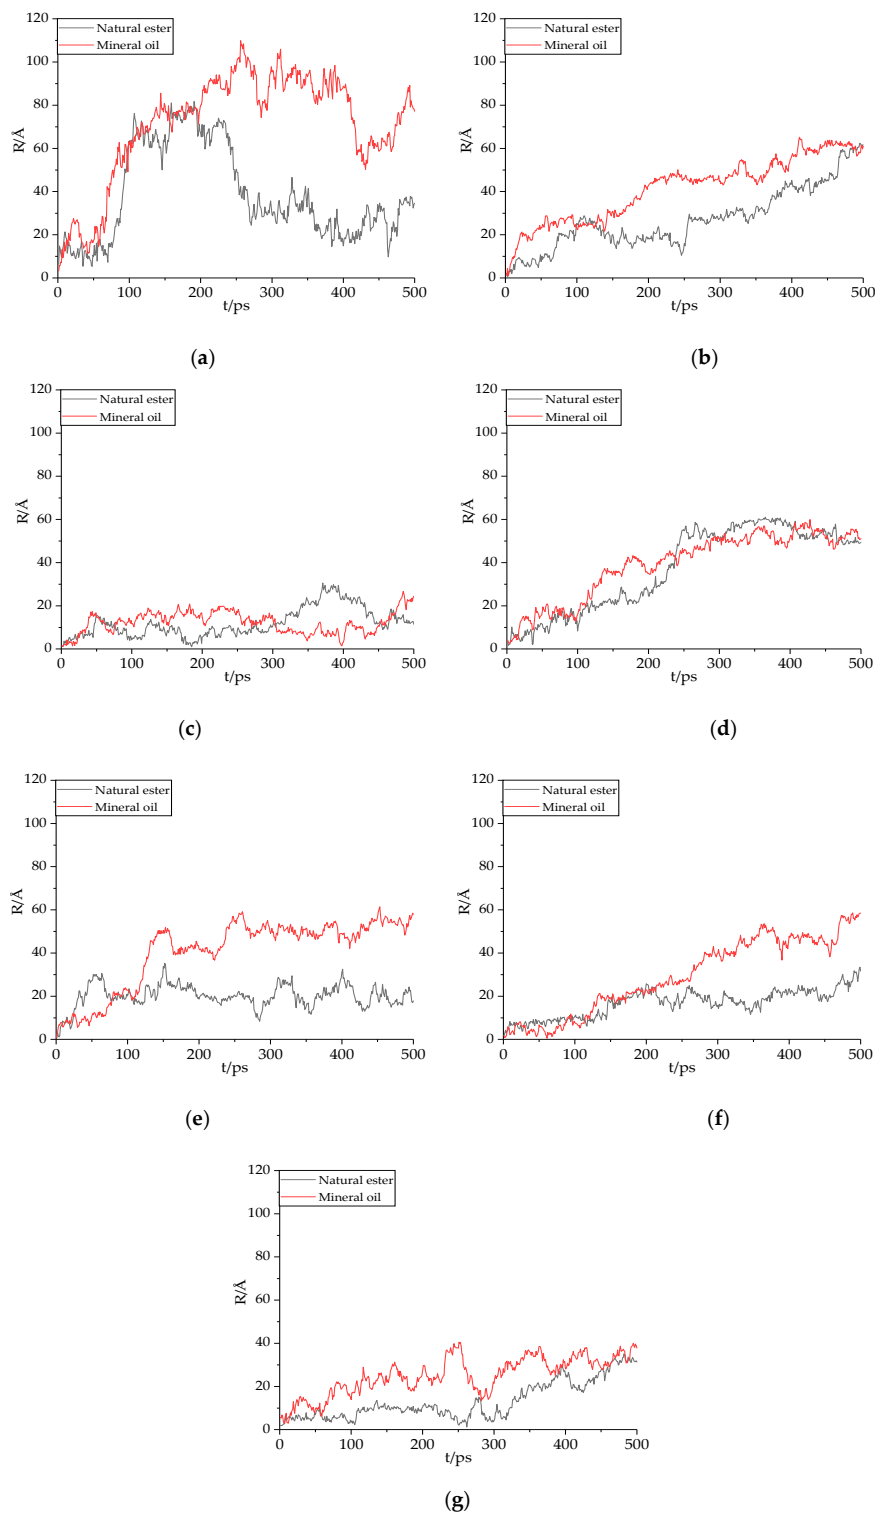 120 Natural ester 120 Natural ester
Mineral oil Mineral oil
100 100
80 80
R/Å 60 R/Å 60
40 40
20 20
0 0
0 100 200 300 400 500 0 100 200 300 400 500
t/ps t/ps
(a) (b)
120 Natural ester 120 Natural ester
Mineral oil Mineral oil
100 100
80 80
R/Å 60 R/Å 60
40 40
20 20
0 0
0 100 200 300 400 500 0 100 200 300 400 500
t/ps t/ps
(c) (d)
120 Natural ester 120 Natural ester
Mineral oil Mineral oil
100 100
80 80
R/Å 60 R/Å 60
40 40
20 20
0 0
0 100 200 300 400 500 0 100 200 300 400 500
t/ps t/ps
(e) (f)
120 Natural ester
Mineral oil
100
80
R/Å 60
40
20
0
0 100 200 300 400 500
t/ps
(g)